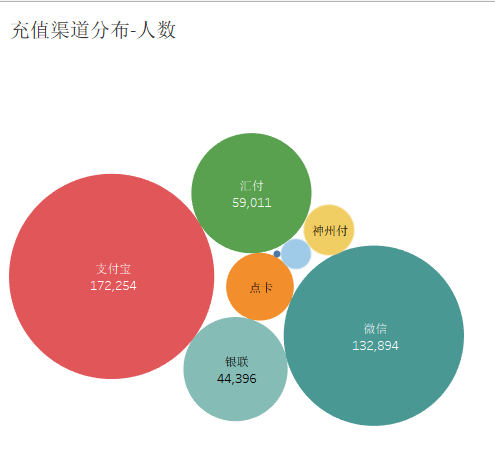 充值渠道分布-人数
汇付
59,011
神州付
支付宝
172,254
点卡
微信
132,894
银联
44,396